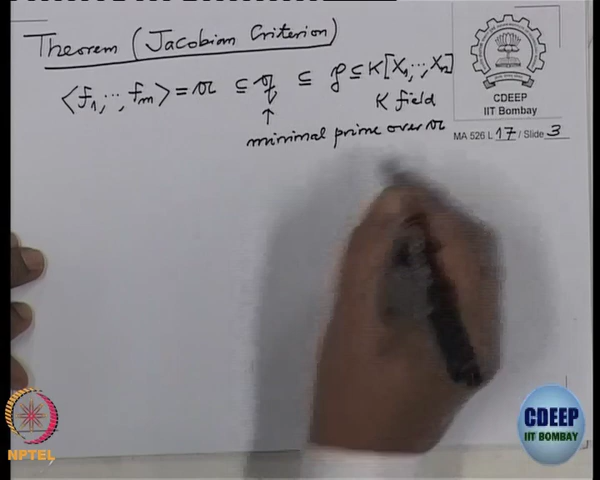 Theorem (Jacobian Criterion)
⟨f₁,…,fₘ⟩ = 𝔞 ⊆ 𝔮 ⊆ 𝔭 ⊆ K[X₁,…,Xₙ]
↑ K field
minimal prime over 𝔞
CDEEP
IIT Bombay
MA 526 L 17 / Slide 3
NPTEL
CDEEP
IIT BOMBAY